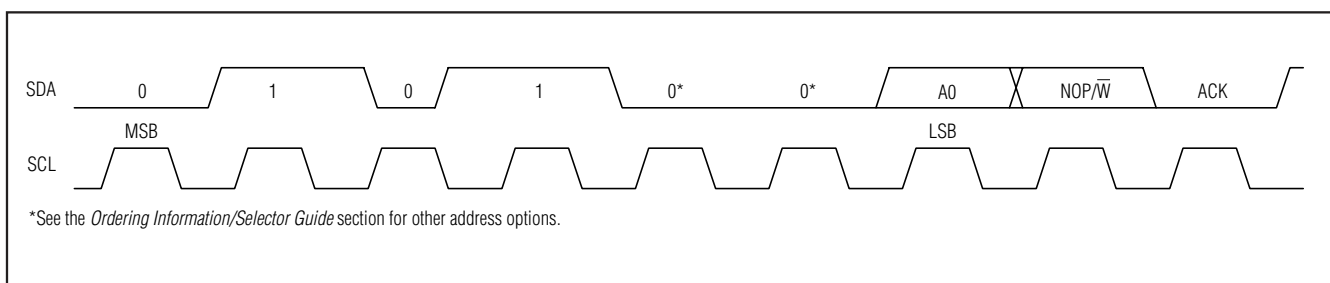 SDA 0 1 0 1 0* 0* A0 NOP/W̅ ACK
MSB LSB
SCL
*See the Ordering Information/Selector Guide section for other address options.